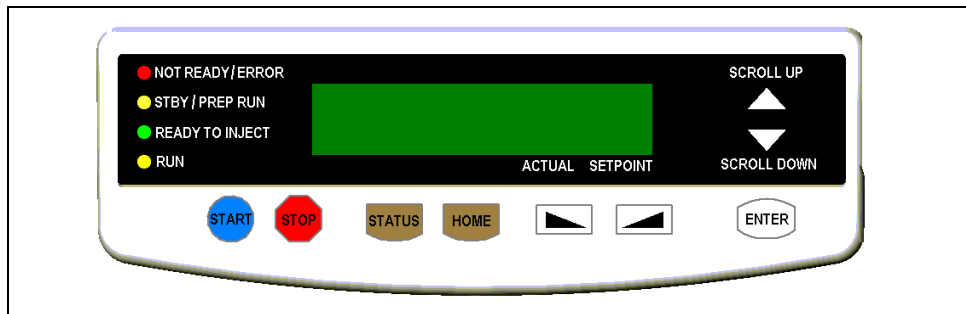 NOT READY / ERROR
STBY / PREP RUN
READY TO INJECT
RUN
ACTUAL SETPOINT
SCROLL UP
SCROLL DOWN
START
STOP
STATUS
HOME
ENTER